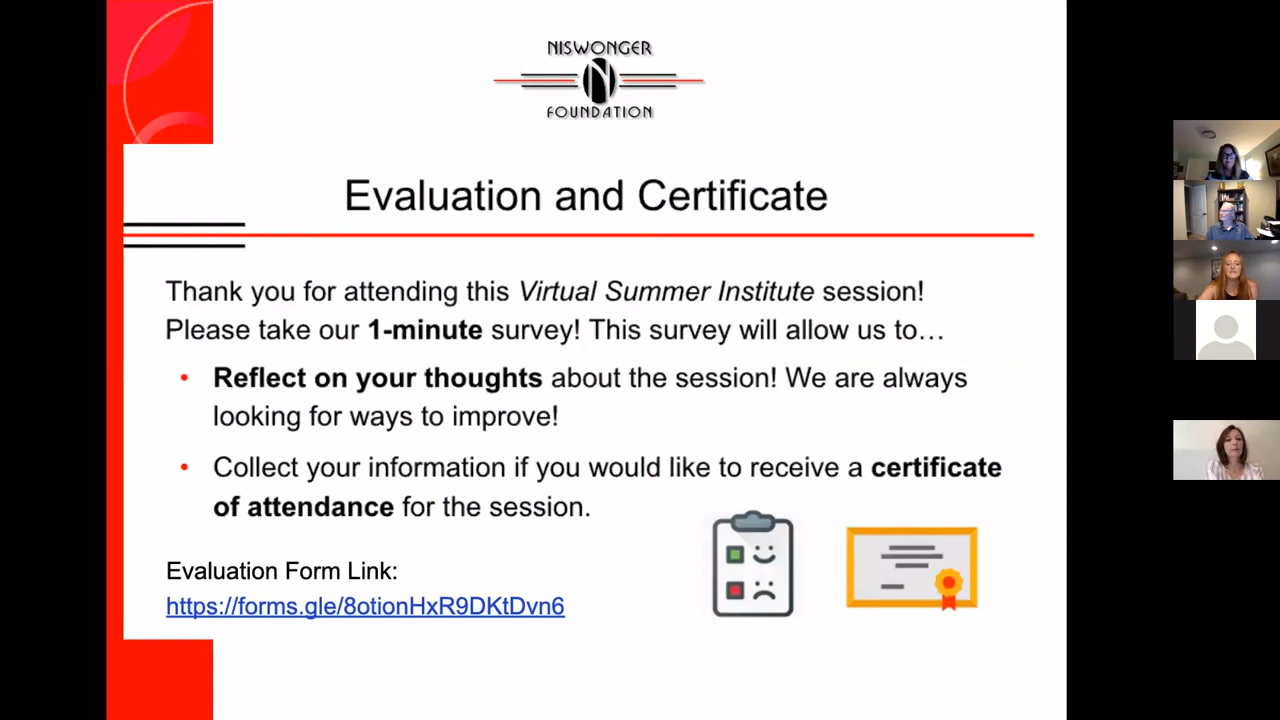 NISWONGER
N
FOUNDATION
Evaluation and Certificate
Thank you for attending this Virtual Summer Institute session!
Please take our 1-minute survey! This survey will allow us to…
• Reflect on your thoughts about the session! We are always
looking for ways to improve!
• Collect your information if you would like to receive a certificate
of attendance for the session.
Evaluation Form Link:
https://forms.gle/8otionHxR9DKtDvn6